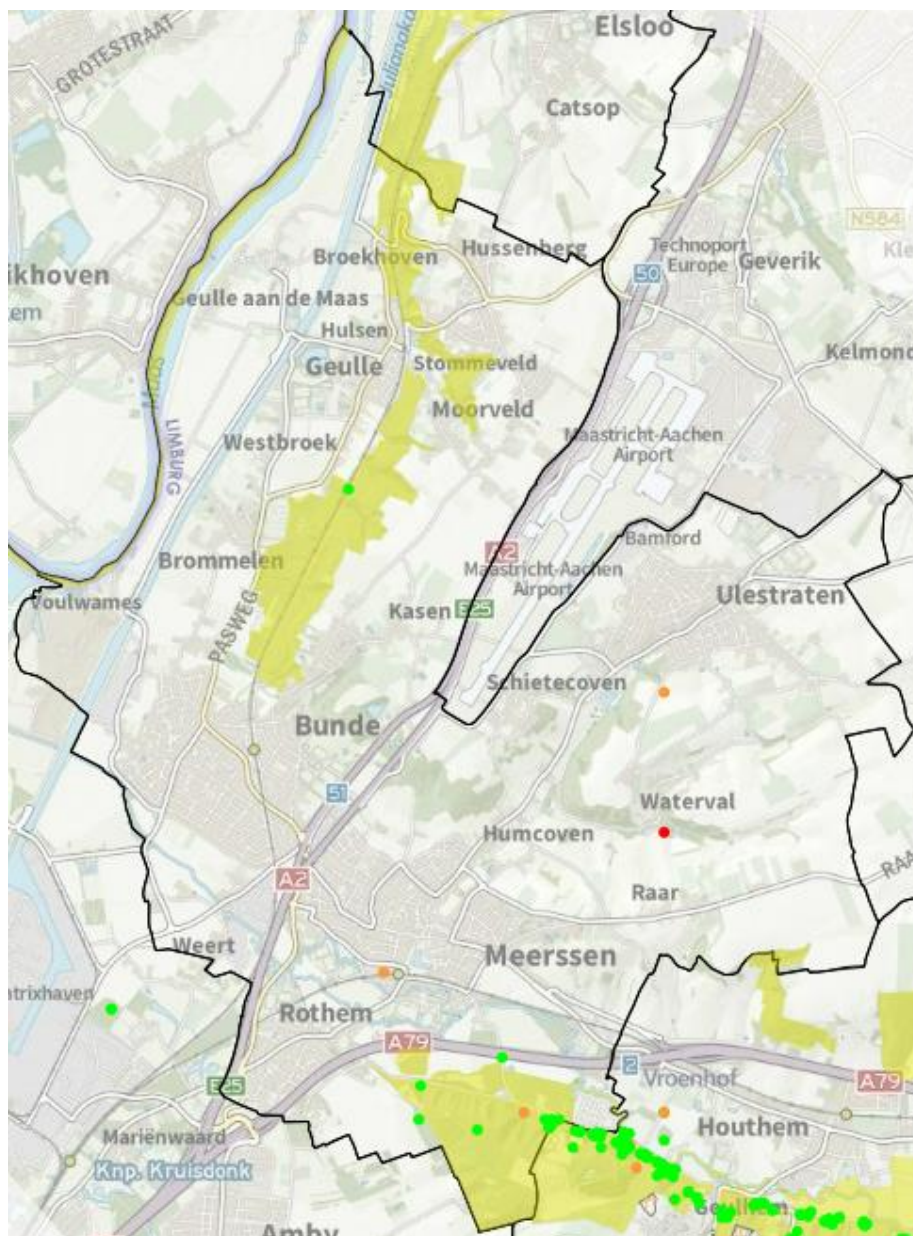 Elsloo
GROTESTRAAT
Catsop
N584
Hussenberg
Technoport
Europe
Geverik
Broekhoven
50
Geulle aan de Maas
Hulsen
Stommeveld
Geulle
Moorveld
Westbroek
Maastricht-Aachen
Airport
LIMBURG
Bamford
A2
Brommelen
Maastricht-Aachen
Airport
Ulestraten
Voulwames
Kasen
E25
PASWEG
Schietecoven
Bunde
51
Waterval
Humcoven
A2
Raar
Weert
Meerssen
Rothem
A79
2
Vroenhof
A79
E25
Houthem
Mariënwaard
Knp. Kruisdonk
Geulhem
Amby